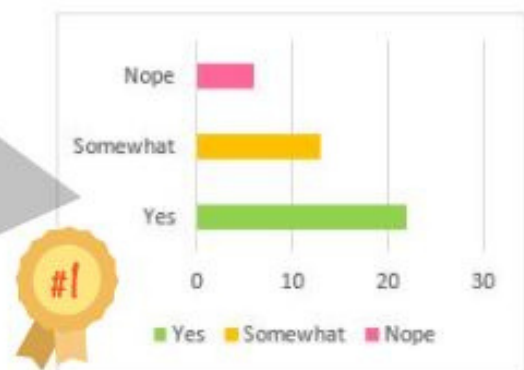 Nope
Somewhat
Yes
0 10 20 30
#1
Yes Somewhat Nope